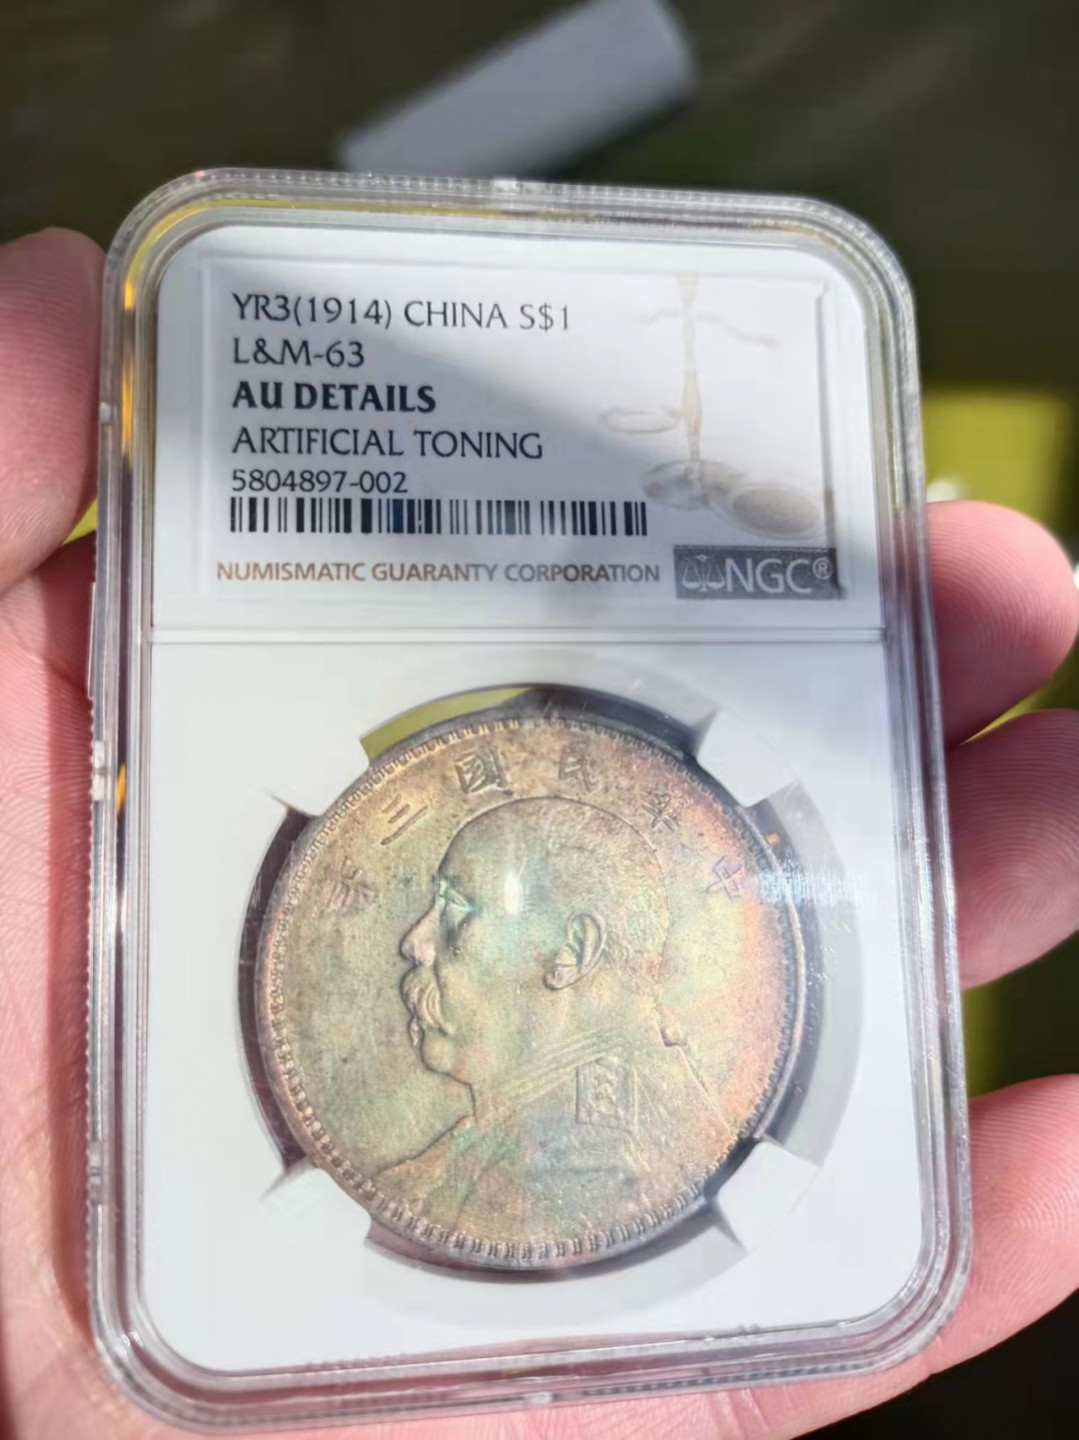 YR3(1914) CHINA S$1
L&M-63
AU DETAILS
ARTIFICIAL TONING
5804897-002
NUMISMATIC GUARANTY CORPORATION NGC®
年三國民華中